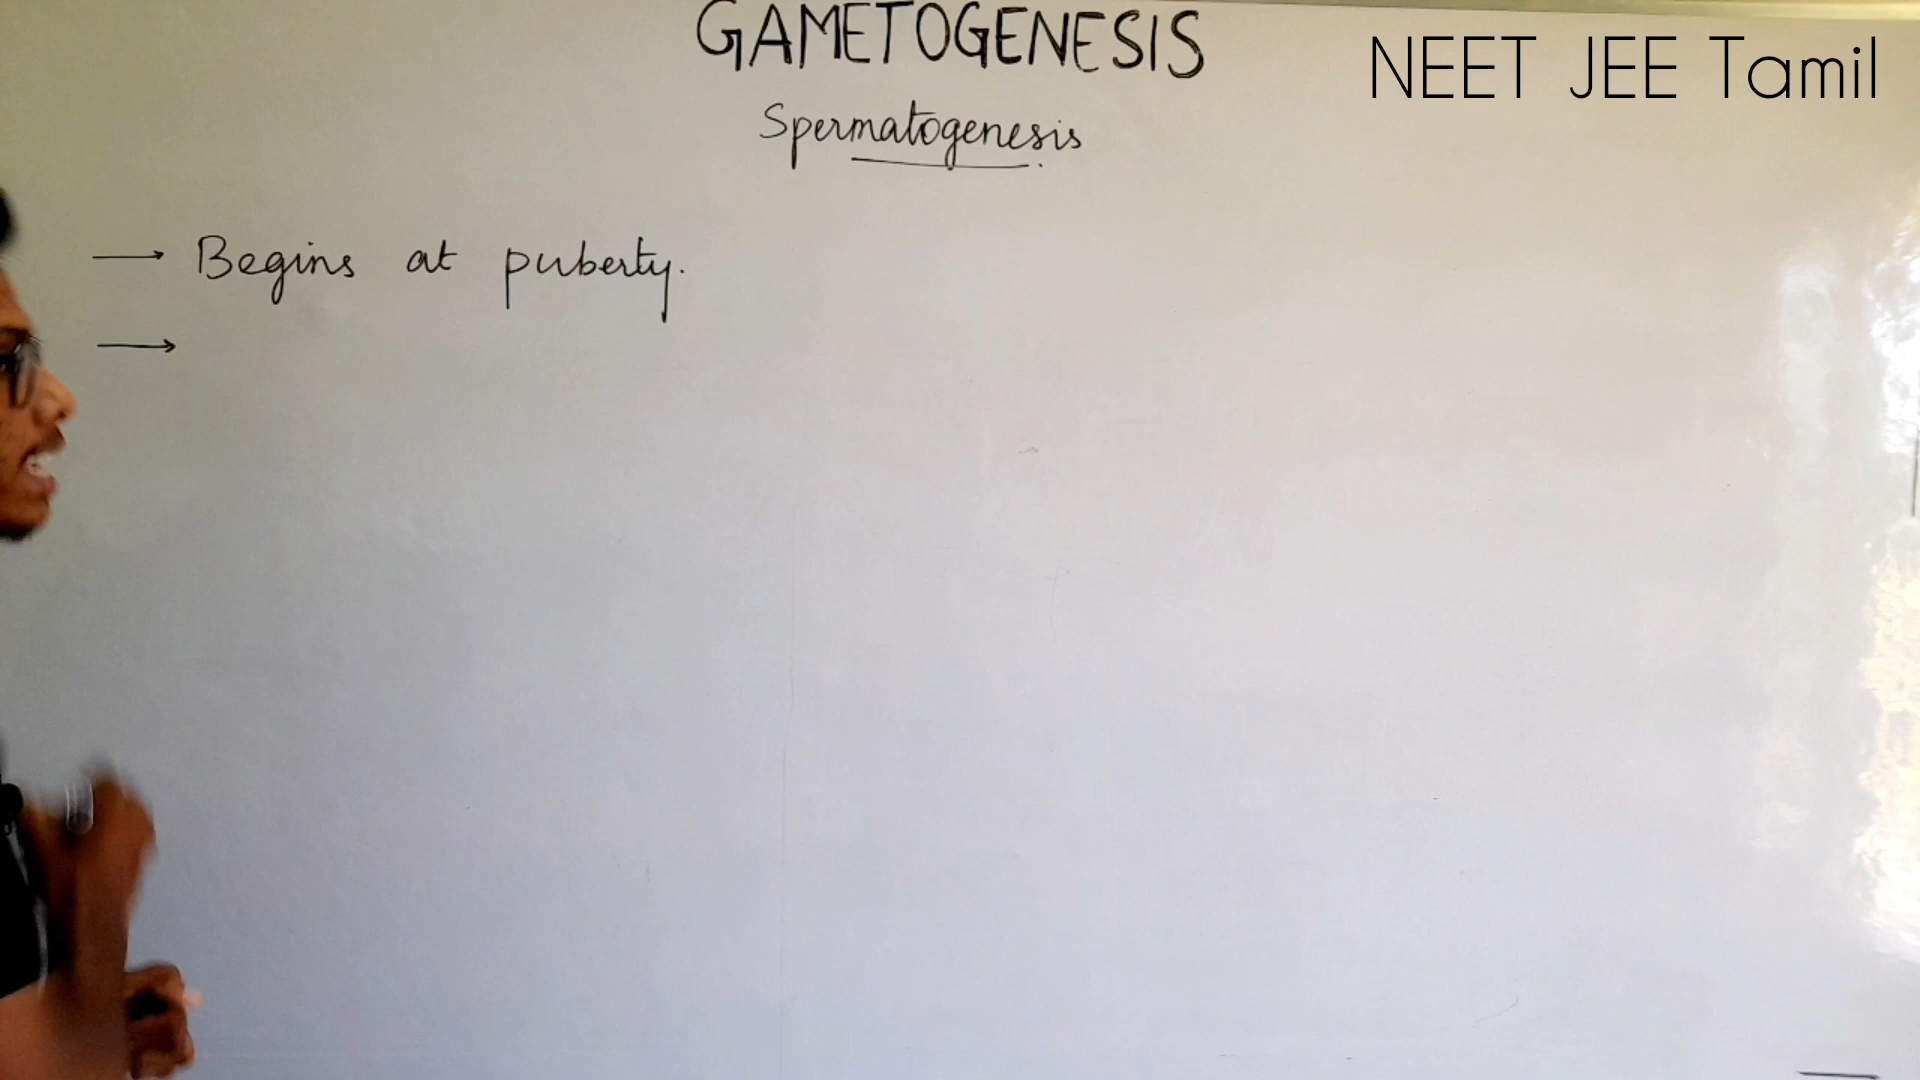 GAMETOGENESIS
NEET JEE Tamil
Spermatogenesis
→ Begins at puberty.
→